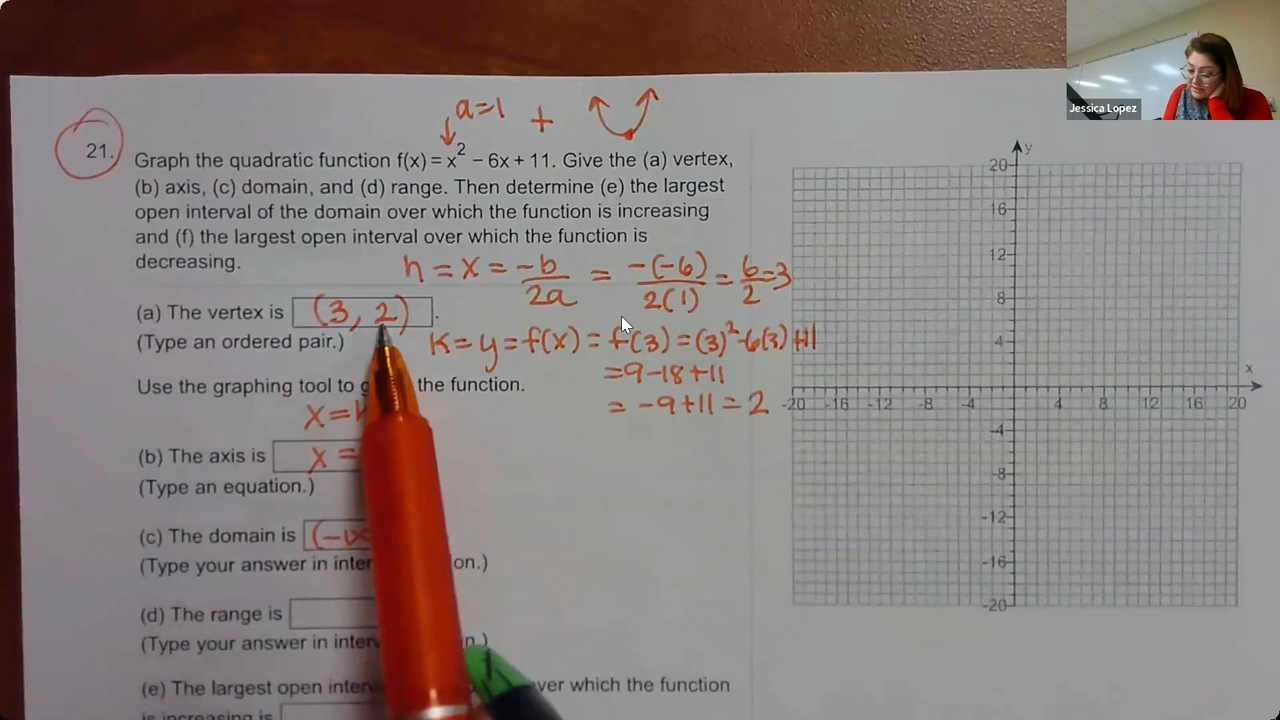 Jessica Lopez
a=1 +
21. Graph the quadratic function f(x) = x² − 6x + 11. Give the (a) vertex,
(b) axis, (c) domain, and (d) range. Then determine (e) the largest
open interval of the domain over which the function is increasing
and (f) the largest open interval over which the function is
decreasing.
h = x = -b/2a = -(-6)/2(1) = 6/2 = 3
(a) The vertex is (3, 2).
(Type an ordered pair.)
K = y = f(x) = f(3) = (3)² - 6(3) + 11
= 9 - 18 + 11
= -9 + 11 = 2
Use the graphing tool to the function.
x =
(b) The axis is x =
(Type an equation.)
(c) The domain is (-∞
(Type your answer in
(d) The range is
(Type your answer in
(e) The largest open over which the function
is increasing is
y
20
16
12
8
4
x
-20 -16 -12 -8 -4 4 8 12 16 20
-4
-8
-12
-16
-20